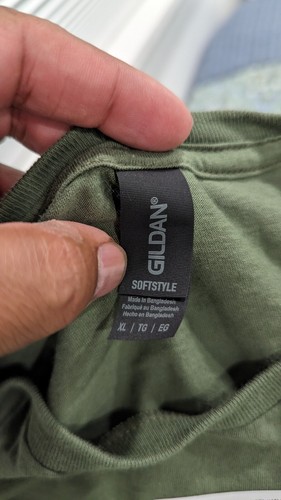 GILDAN®
SOFTSTYLE
Made in Bangladesh
Fabriqué au Bangladesh
Hecho en Bangladesh
XL / TG / EG